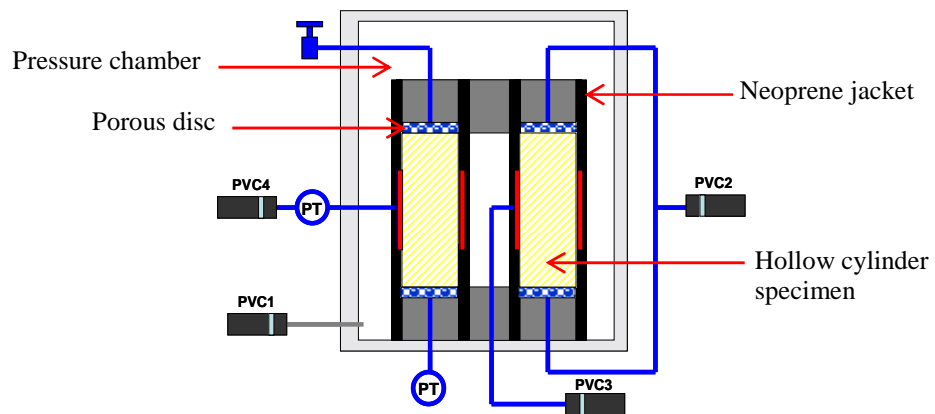 Pressure chamber
Neoprene jacket
Porous disc
PVC4
PT
PVC2
Hollow cylinder
specimen
PVC1
PT
PVC3